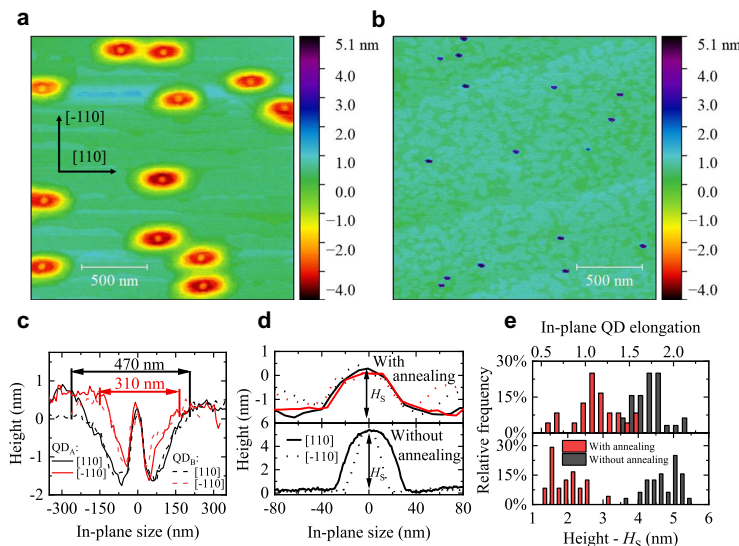 a
5.1 nm
4.0
3.0
2.0
1.0
0.0
−1.0
−2.0
−4.0
[-110]
[110]
500 nm
b
5.1 nm
4.0
3.0
2.0
1.0
0.0
−1.0
−2.0
−4.0
500 nm
c
Height (nm)
2
1
0
-1
-2
470 nm
310 nm
QDA:
[110]
[-110]
QDB:
[110]
[-110]
-300
-150
0
150
300
In-plane size (nm)
d
Height (nm)
With
annealing
HS
1
0
-1
6
4
2
0
[110]
[-110]
Without
annealing
HS
-80
-40
0
40
80
In-plane size (nm)
e
In-plane QD elongation
0.5 1.0 1.5 2.0
Relative frequency
30%
15%
0%
30%
15%
0%
With annealing
Without annealing
1 2 3 4 5 6
Height - HS (nm)